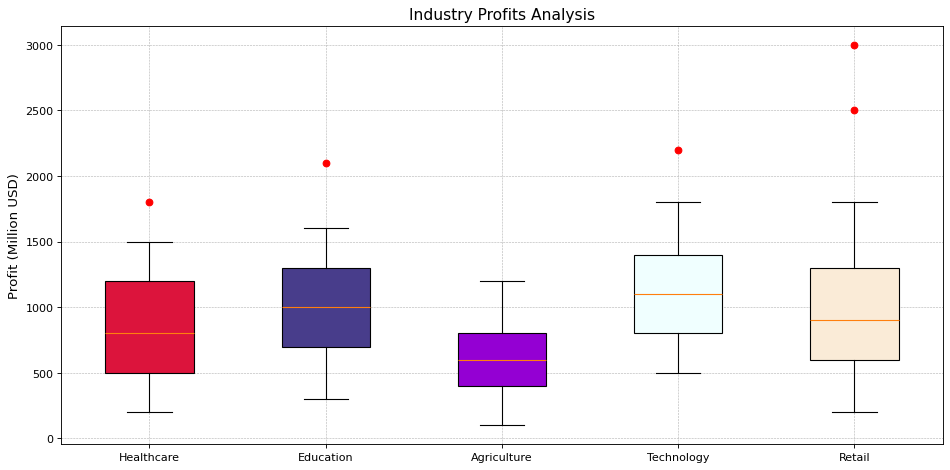 Industry Profits Analysis
Profit (Million USD)
3000
2500
2000
1500
1000
500
0
Healthcare
Education
Agriculture
Technology
Retail